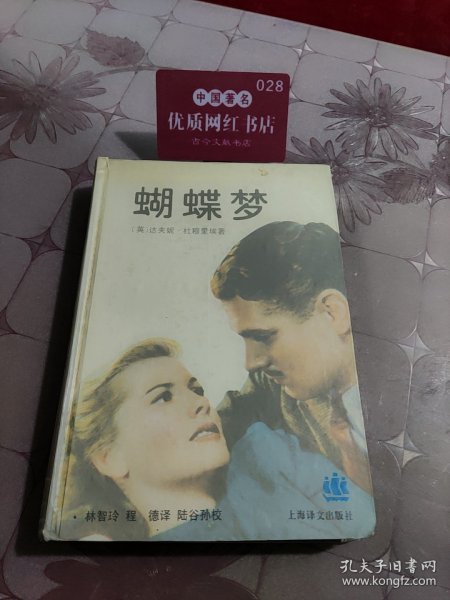 028
中国著名
优质网红书店
古今文献书店
蝴蝶梦
〔英〕达夫妮·杜穆里埃著
·林智玲 程 德译 陆谷孙校
上海译文出版社
孔夫子旧书网
www.kongfz.com